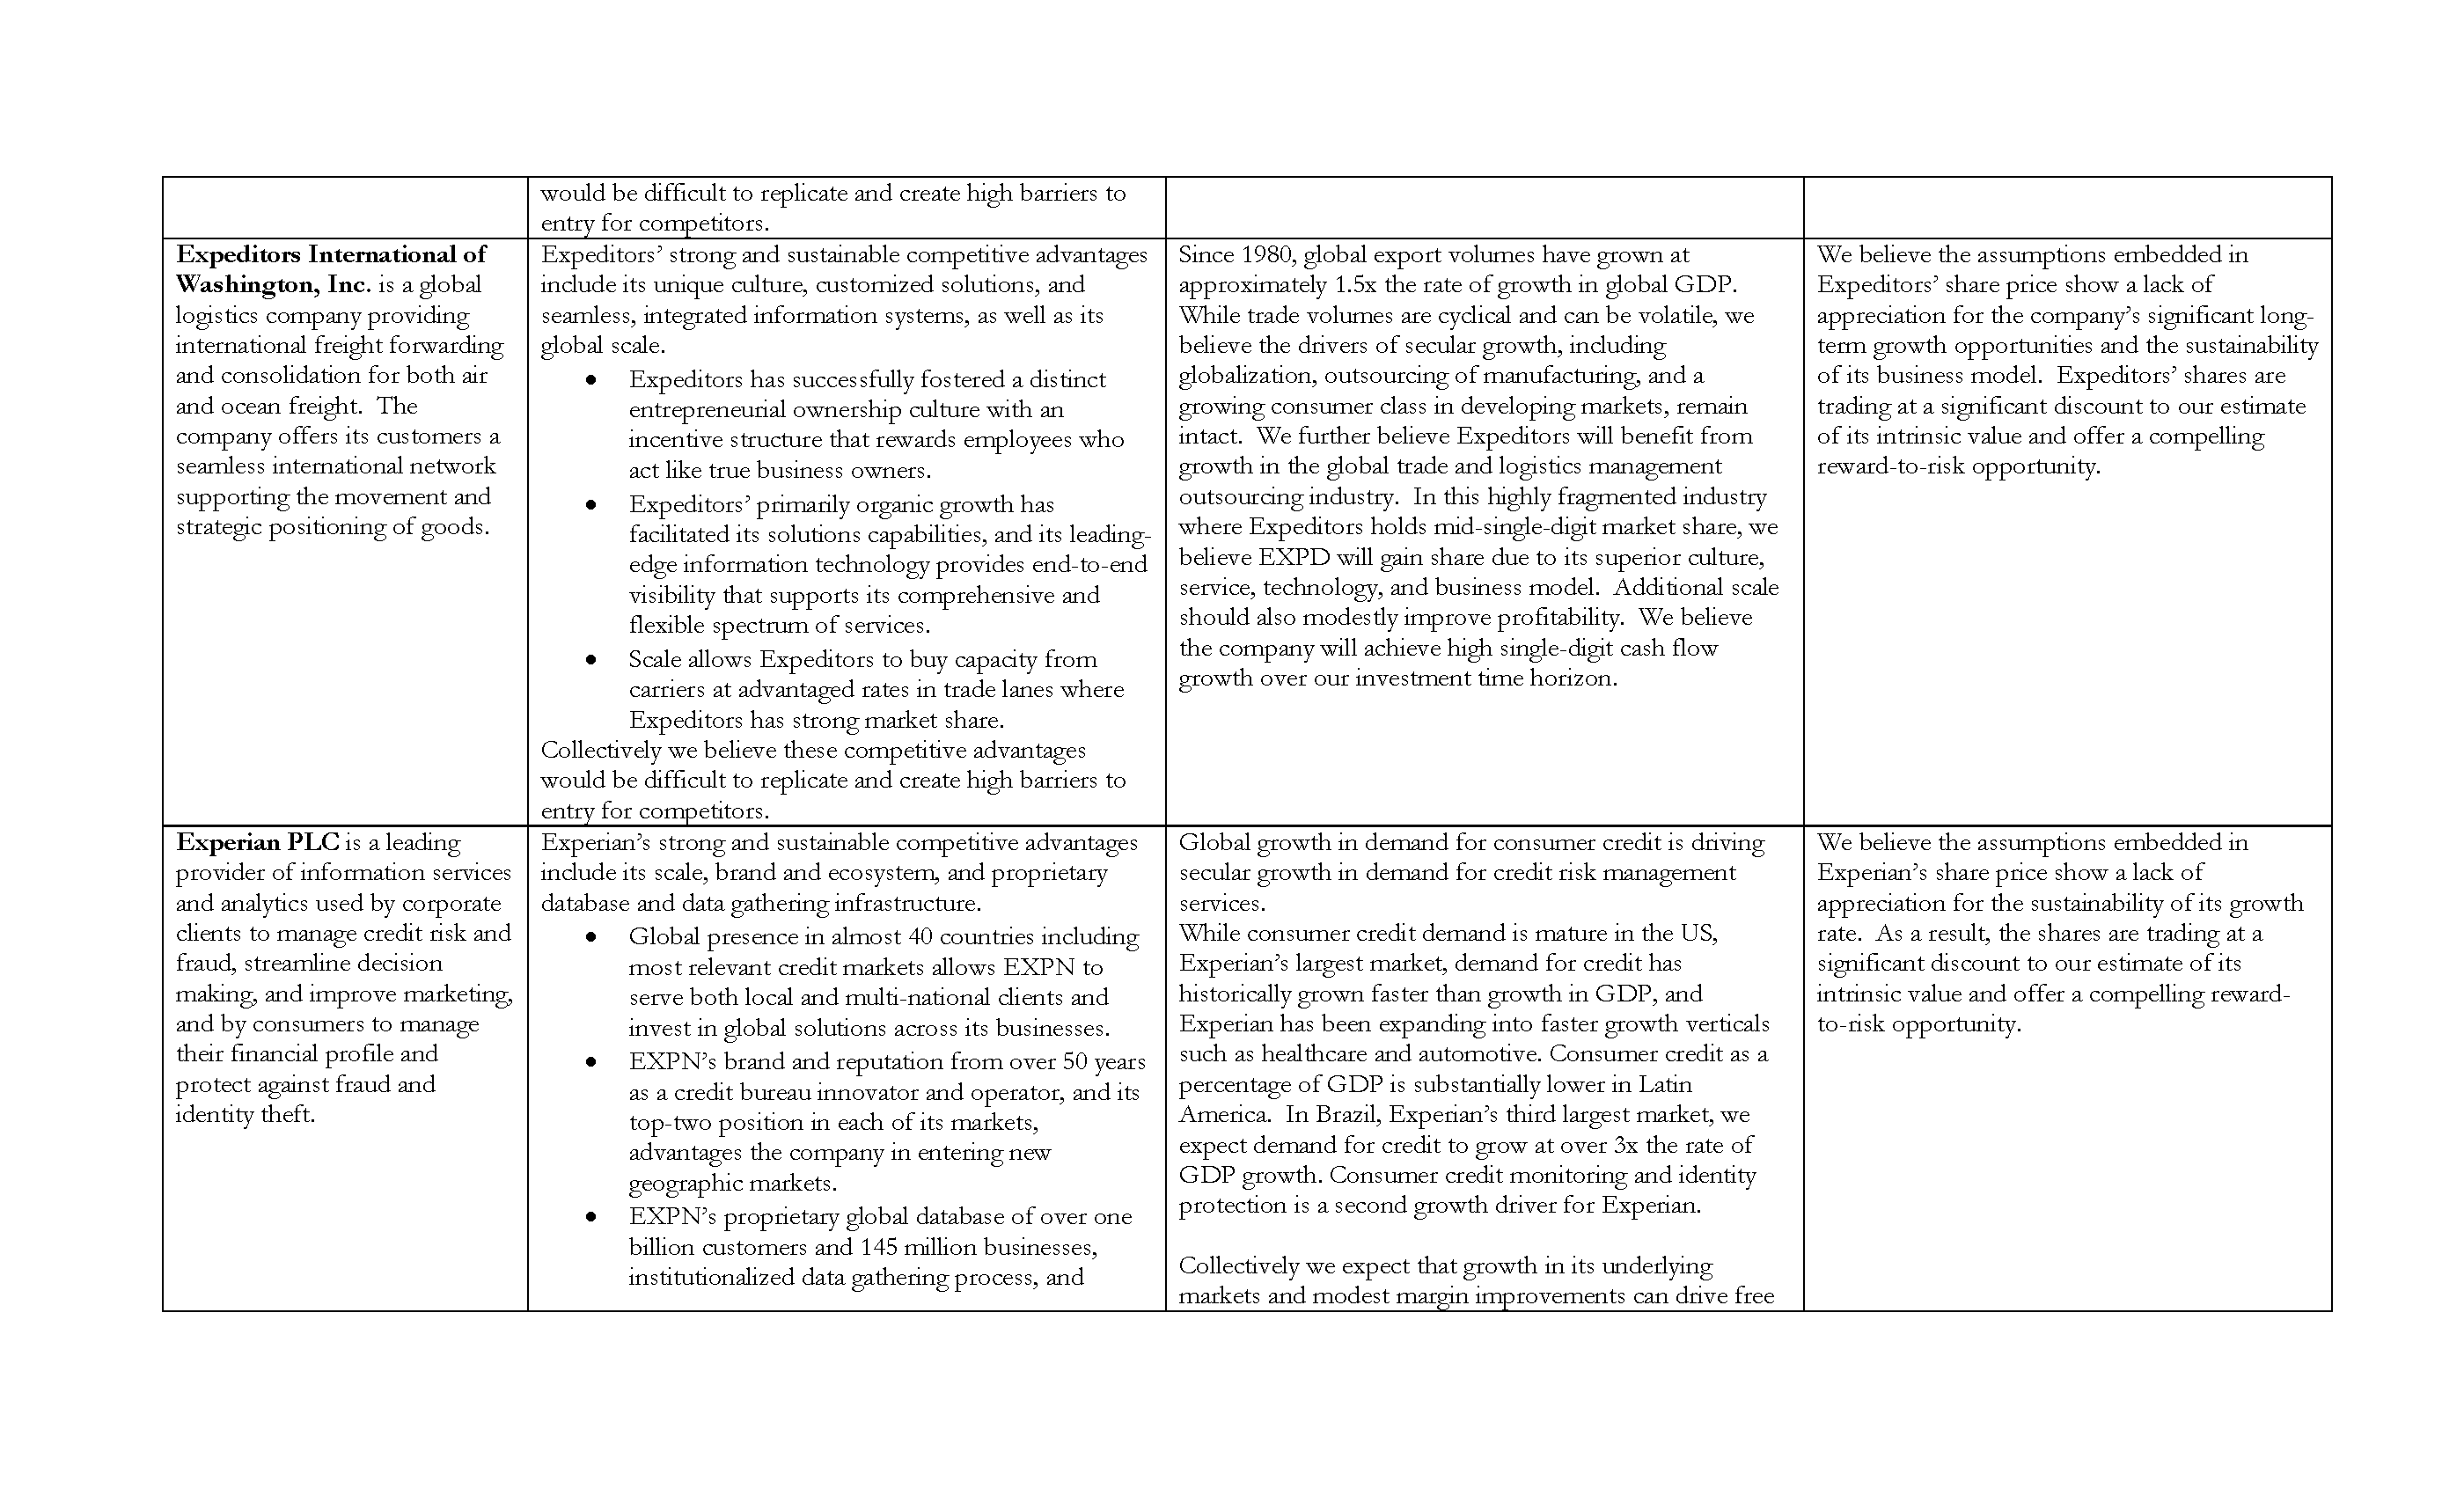 would be difficult to replicate and create high barriers to
entry for competitors.
Expeditors International of
Washington, Inc. is a global
logistics company providing
international freight forwarding
and consolidation for both air
and ocean freight.  The
company offers its customers a
seamless international network
supporting the movement and
strategic positioning of goods.
Expeditors’ strong and sustainable competitive advantages
include its unique culture, customized solutions, and
seamless, integrated information systems, as well as its
global scale.
• Expeditors has successfully fostered a distinct
entrepreneurial ownership culture with an
incentive structure that rewards employees who
act like true business owners.
• Expeditors’ primarily organic growth has
facilitated its solutions capabilities, and its leading-
edge information technology provides end-to-end
visibility that supports its comprehensive and
flexible spectrum of services.
• Scale allows Expeditors to buy capacity from
carriers at advantaged rates in trade lanes where
Expeditors has strong market share.
Collectively we believe these competitive advantages
would be difficult to replicate and create high barriers to
entry for competitors.
Since 1980, global export volumes have grown at
approximately 1.5x the rate of growth in global GDP.
While trade volumes are cyclical and can be volatile, we
believe the drivers of secular growth, including
globalization, outsourcing of manufacturing, and a
growing consumer class in developing markets, remain
intact.  We further believe Expeditors will benefit from
growth in the global trade and logistics management
outsourcing industry.  In this highly fragmented industry
where Expeditors holds mid-single-digit market share, we
believe EXPD will gain share due to its superior culture,
service, technology, and business model.  Additional scale
should also modestly improve profitability.  We believe
the company will achieve high single-digit cash flow
growth over our investment time horizon.
We believe the assumptions embedded in
Expeditors’ share price show a lack of
appreciation for the company’s significant long-
term growth opportunities and the sustainability
of its business model.  Expeditors’ shares are
trading at a significant discount to our estimate
of its intrinsic value and offer a compelling
reward-to-risk opportunity.
Experian PLC is a leading
provider of information services
and analytics used by corporate
clients to manage credit risk and
fraud, streamline decision
making, and improve marketing,
and by consumers to manage
their financial profile and
protect against fraud and
identity theft.
Experian’s strong and sustainable competitive advantages
include its scale, brand and ecosystem, and proprietary
database and data gathering infrastructure.
• Global presence in almost 40 countries including
most relevant credit markets allows EXPN to
serve both local and multi-national clients and
invest in global solutions across its businesses.
• EXPN’s brand and reputation from over 50 years
as a credit bureau innovator and operator, and its
top-two position in each of its markets,
advantages the company in entering new
geographic markets.
• EXPN’s proprietary global database of over one
billion customers and 145 million businesses,
institutionalized data gathering process, and
Global growth in demand for consumer credit is driving
secular growth in demand for credit risk management
services.
While consumer credit demand is mature in the US,
Experian’s largest market, demand for credit has
historically grown faster than growth in GDP, and
Experian has been expanding into faster growth verticals
such as healthcare and automotive. Consumer credit as a
percentage of GDP is substantially lower in Latin
America.  In Brazil, Experian’s third largest market, we
expect demand for credit to grow at over 3x the rate of
GDP growth. Consumer credit monitoring and identity
protection is a second growth driver for Experian.
Collectively we expect that growth in its underlying
markets and modest margin improvements can drive free
We believe the assumptions embedded in
Experian’s share price show a lack of
appreciation for the sustainability of its growth
rate.  As a result, the shares are trading at a
significant discount to our estimate of its
intrinsic value and offer a compelling reward-
to-risk opportunity.